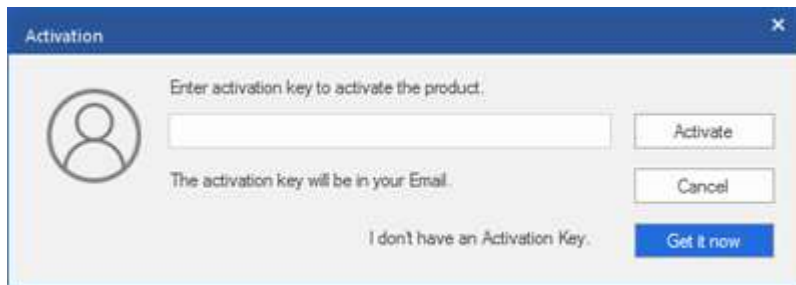 Activation
Enter activation key to activate the product.
Activate
The activation key will be in your Email.
Cancel
I don't have an Activation Key.
Get it now